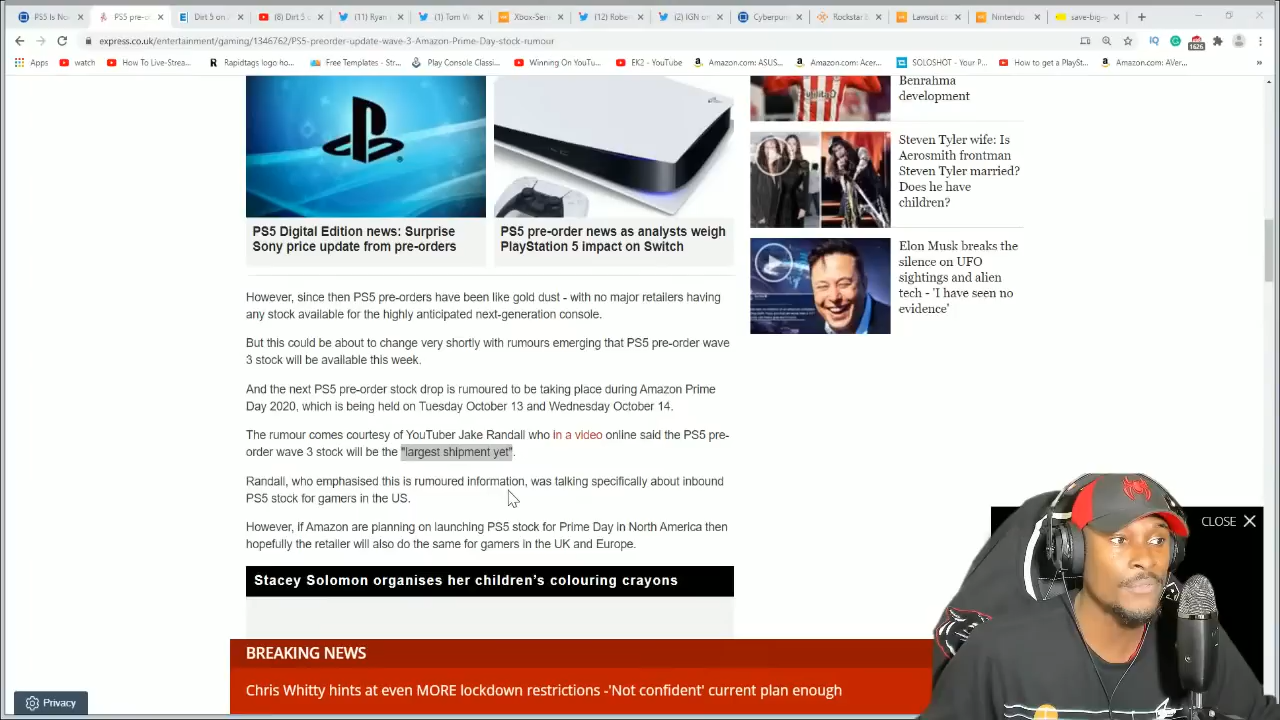 PS5 Is No
PS5 pre-or
Dirt 5 on
(8) Dirt 5
(11) Ryan
(1) Tom W
Xbox-Seri
(12) Robe
(2) IGN on
Cyberpun
Rockstar
Lawsuit c
Nintendo
save-big-
express.co.uk/entertainment/gaming/1346762/PS5-preorder-update-wave-3-Amazon-Prime-Day-stock-rumour
1626
Apps
watch
How To Live-Strea...
Rapidtags logo ho...
Free Templates - Str...
Play Console Classi...
Winning On YouTu...
EK2 - YouTube
Amazon.com: ASUS...
Amazon.com: Acer...
SOLOSHOT - Your P...
How to get a PlaySt...
Amazon.com: AVer...
»
PS5 Digital Edition news: Surprise
Sony price update from pre-orders
PS5 pre-order news as analysts weigh
PlayStation 5 impact on Switch
However, since then PS5 pre-orders have been like gold dust - with no major retailers having
any stock available for the highly anticipated next-generation console.
But this could be about to change very shortly with rumours emerging that PS5 pre-order wave
3 stock will be available this week.
And the next PS5 pre-order stock drop is rumoured to be taking place during Amazon Prime
Day 2020, which is being held on Tuesday October 13 and Wednesday October 14.
The rumour comes courtesy of YouTuber Jake Randall who in a video online said the PS5 pre-
order wave 3 stock will be the "largest shipment yet".
Randall, who emphasised this is rumoured information, was talking specifically about inbound
PS5 stock for gamers in the US.
However, if Amazon are planning on launching PS5 stock for Prime Day in North America then
hopefully the retailer will also do the same for gamers in the UK and Europe.
Stacey Solomon organises her children's colouring crayons
Benrahma
development
Steven Tyler wife: Is
Aerosmith frontman
Steven Tyler married?
Does he have
children?
Elon Musk breaks the
silence on UFO
sightings and alien
tech - 'I have seen no
evidence'
CLOSE
BREAKING NEWS
Chris Whitty hints at even MORE lockdown restrictions -'Not confident' current plan enough
Privacy